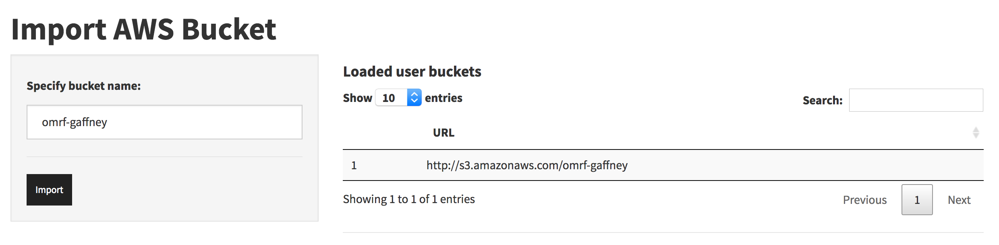 Import AWS Bucket
Specify bucket name:
omrf-gaffney
Import
Loaded user buckets
Show 10 entries
Search:
URL
1 http://s3.amazonaws.com/omrf-gaffney
Showing 1 to 1 of 1 entries
Previous 1 Next